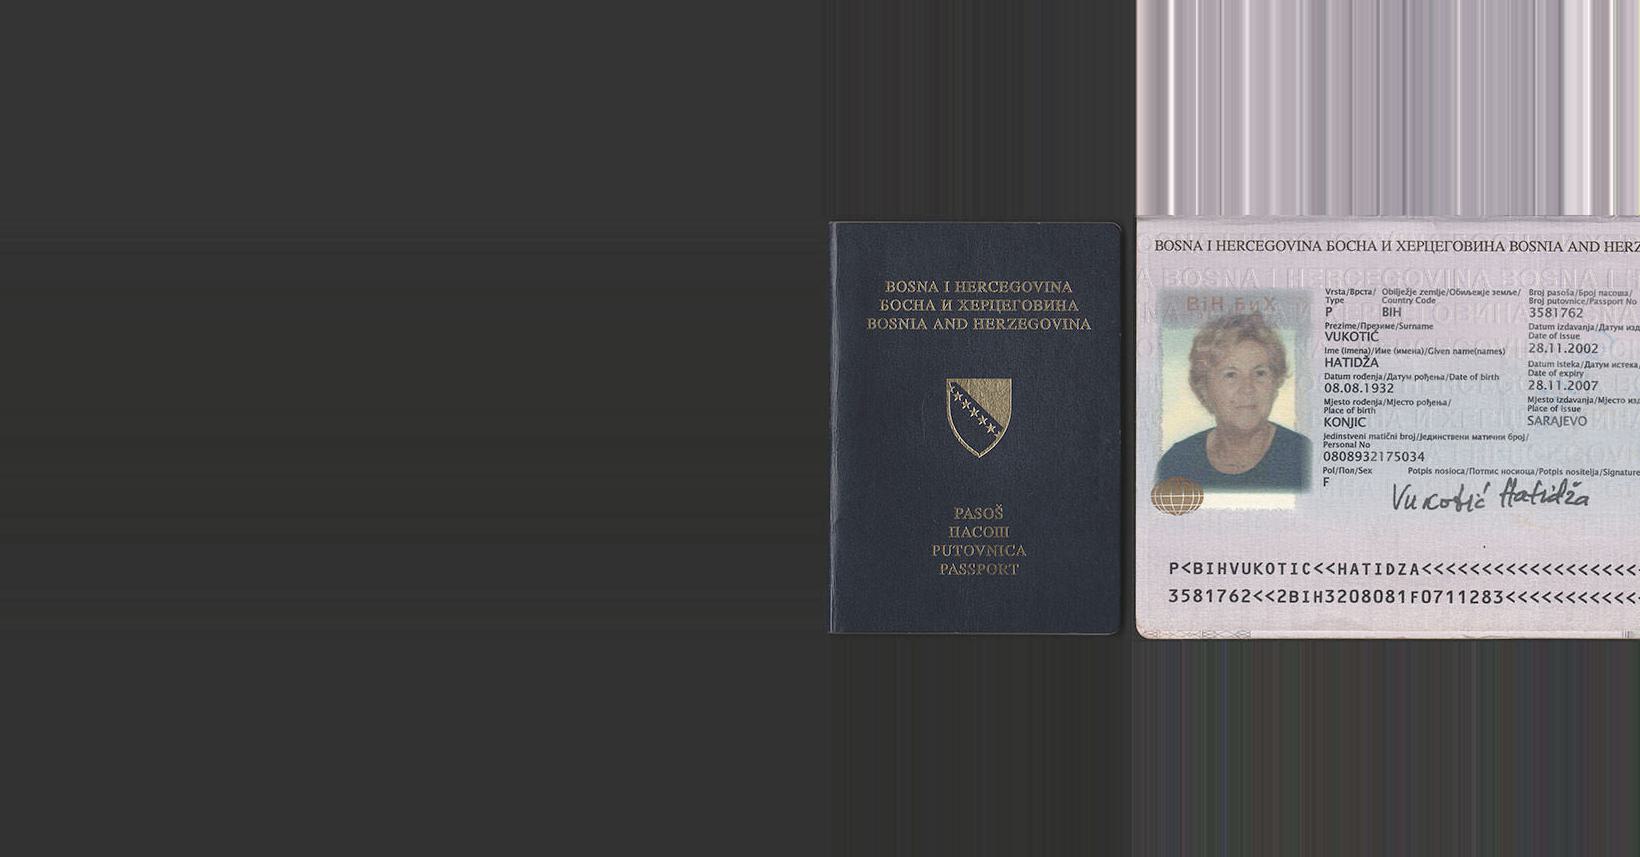 BOSNA I HERCEGOVINA
БОСНА И ХЕРЦЕГОВИНА
BOSNIA AND HERZEGOVINA
PASOŠ
ПАСОШ
PUTOVNICA
PASSPORT
BOSNA I HERCEGOVINA БОСНА И ХЕРЦЕГОВИНА BOSNIA AND HERZ
BiH БиХ
Vrsta/Врста/ Obilježje zemlje/Обиљежје земље/ Broj pasoša/Број пасоша/
Type Country Code Broj putovnice/Passport No
P BIH 3581762
Prezime/Презиме/Surname Datum izdavanja/Датум изд
VUKOTIĆ Date of issue
28.11.2002
Ime (imena)/Име (имена)/Given name(names)
HATIDŽA Datum isteka/Датум истека/
Date of expiry
Datum rođenja/Датум рођења/Date of birth
08.08.1932 28.11.2007
Mjesto rođenja/Мјесто рођења/ Mjesto izdavanja/Мјесто изд
Place of birth Place of issue
KONJIC SARAJEVO
Jedinstveni matični broj/Јединствени матични број/
Personal No
0808932175034
Pol/Пол/Sex Potpis nosioca/Потпис носиоца/Potpis nositelja/Signature
F Vukotić Hatidža
P<BIHVUKOTIC<<HATIDZA<<<<<<<<<<<<<<<<<<
3581762<<2BIH3208081F0711283<<<<<<<<<<<